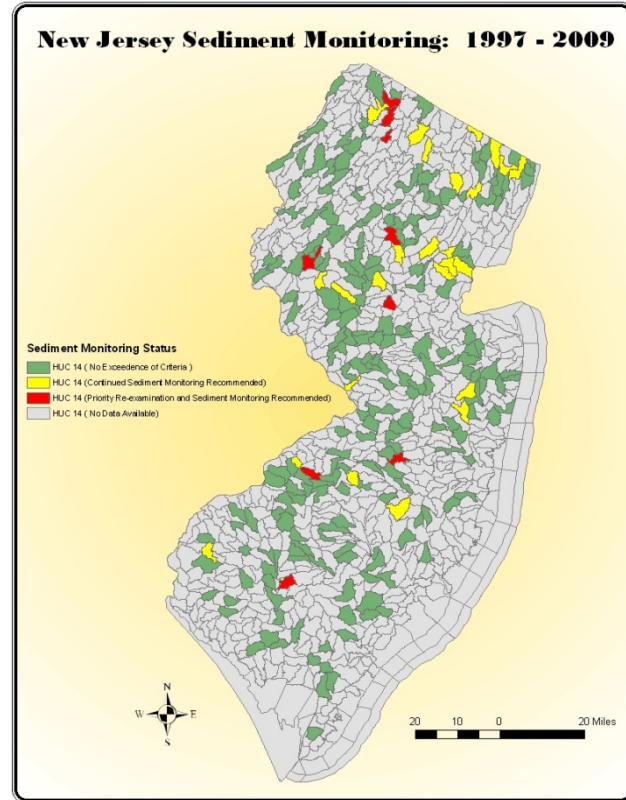 New Jersey Sediment Monitoring: 1997 - 2009
Sediment Monitoring Status
HUC 14 ( No Exceedence of Criteria )
HUC 14 (Continued Sediment Monitoring Recommended)
HUC 14 (Priority Re-examination and Sediment Monitoring Recommended)
HUC 14 ( No Data Available)
N
W E
S
20 10 0 20 Miles